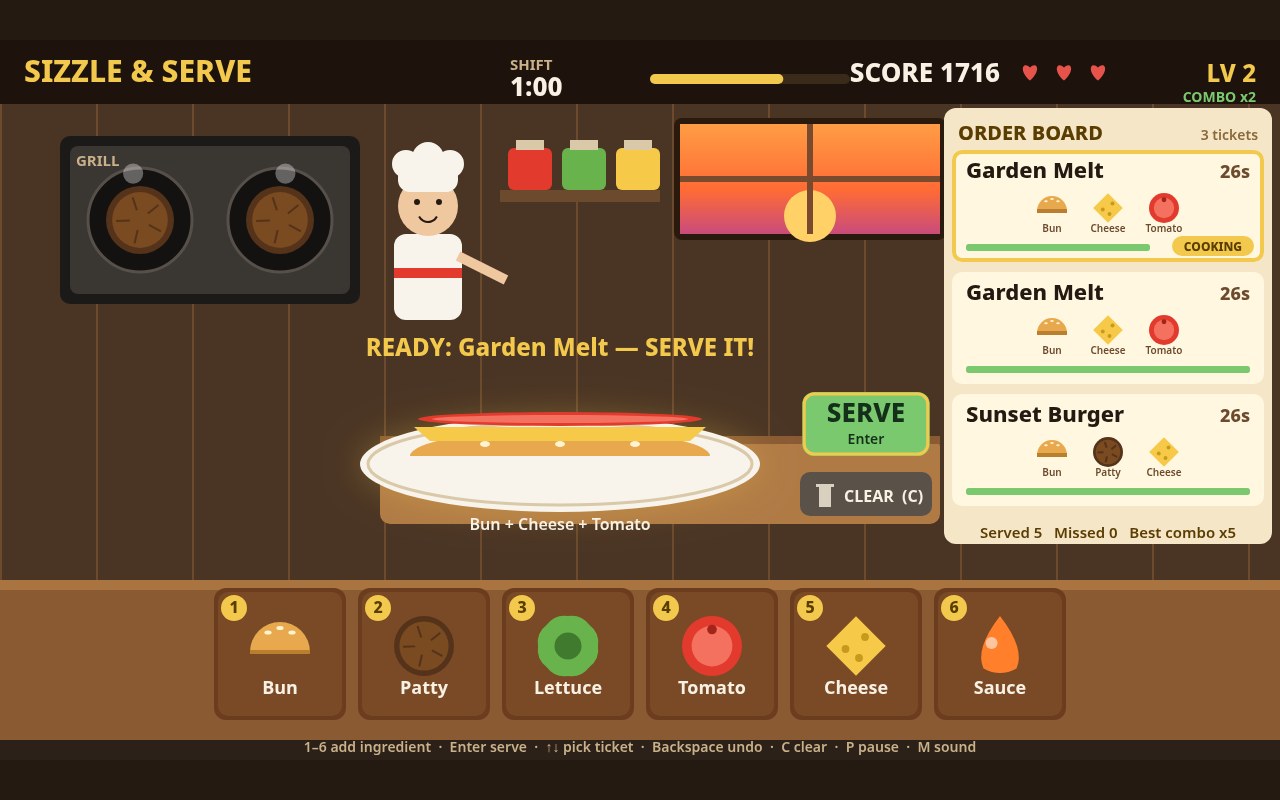 SIZZLE & SERVE
SHIFT
1:00
SCORE 1716
LV 2
COMBO x2
GRILL
ORDER BOARD
3 tickets
Garden Melt
26s
Bun
Cheese
Tomato
COOKING
Garden Melt
26s
Bun
Cheese
Tomato
Sunset Burger
26s
Bun
Patty
Cheese
Served 5 Missed 0 Best combo x5
READY: Garden Melt — SERVE IT!
SERVE
Enter
CLEAR (C)
Bun + Cheese + Tomato
1
Bun
2
Patty
3
Lettuce
4
Tomato
5
Cheese
6
Sauce
1–6 add ingredient · Enter serve · ↑↓ pick ticket · Backspace undo · C clear · P pause · M sound